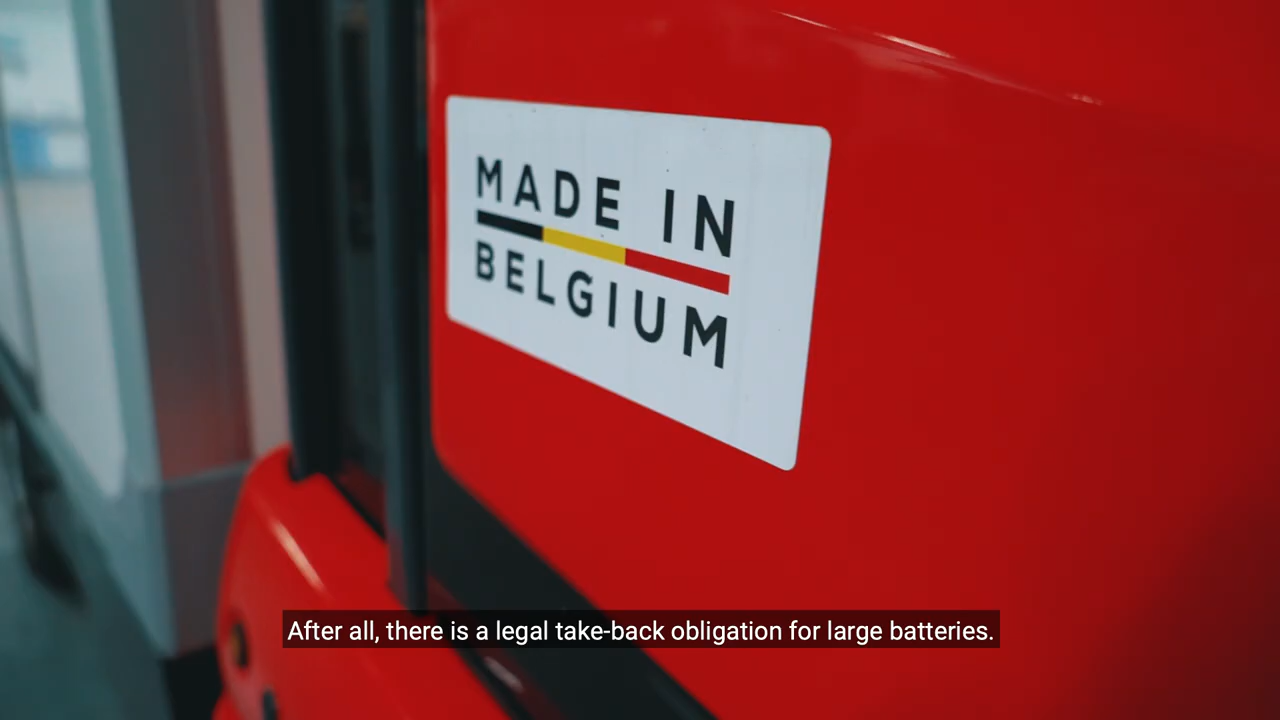 MADE IN
BELGIUM
After all, there is a legal take-back obligation for large batteries.